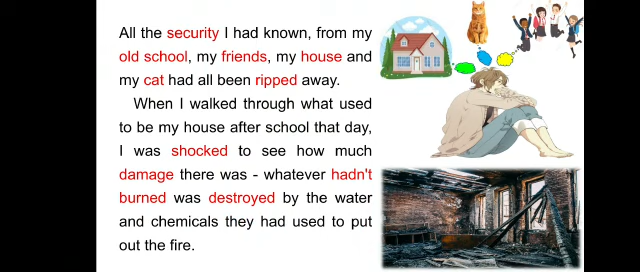 All the security I had known, from my
old school, my friends, my house and
my cat had all been ripped away.
When I walked through what used
to be my house after school that day,
I was shocked to see how much
damage there was - whatever hadn't
burned was destroyed by the water
and chemicals they had used to put
out the fire.